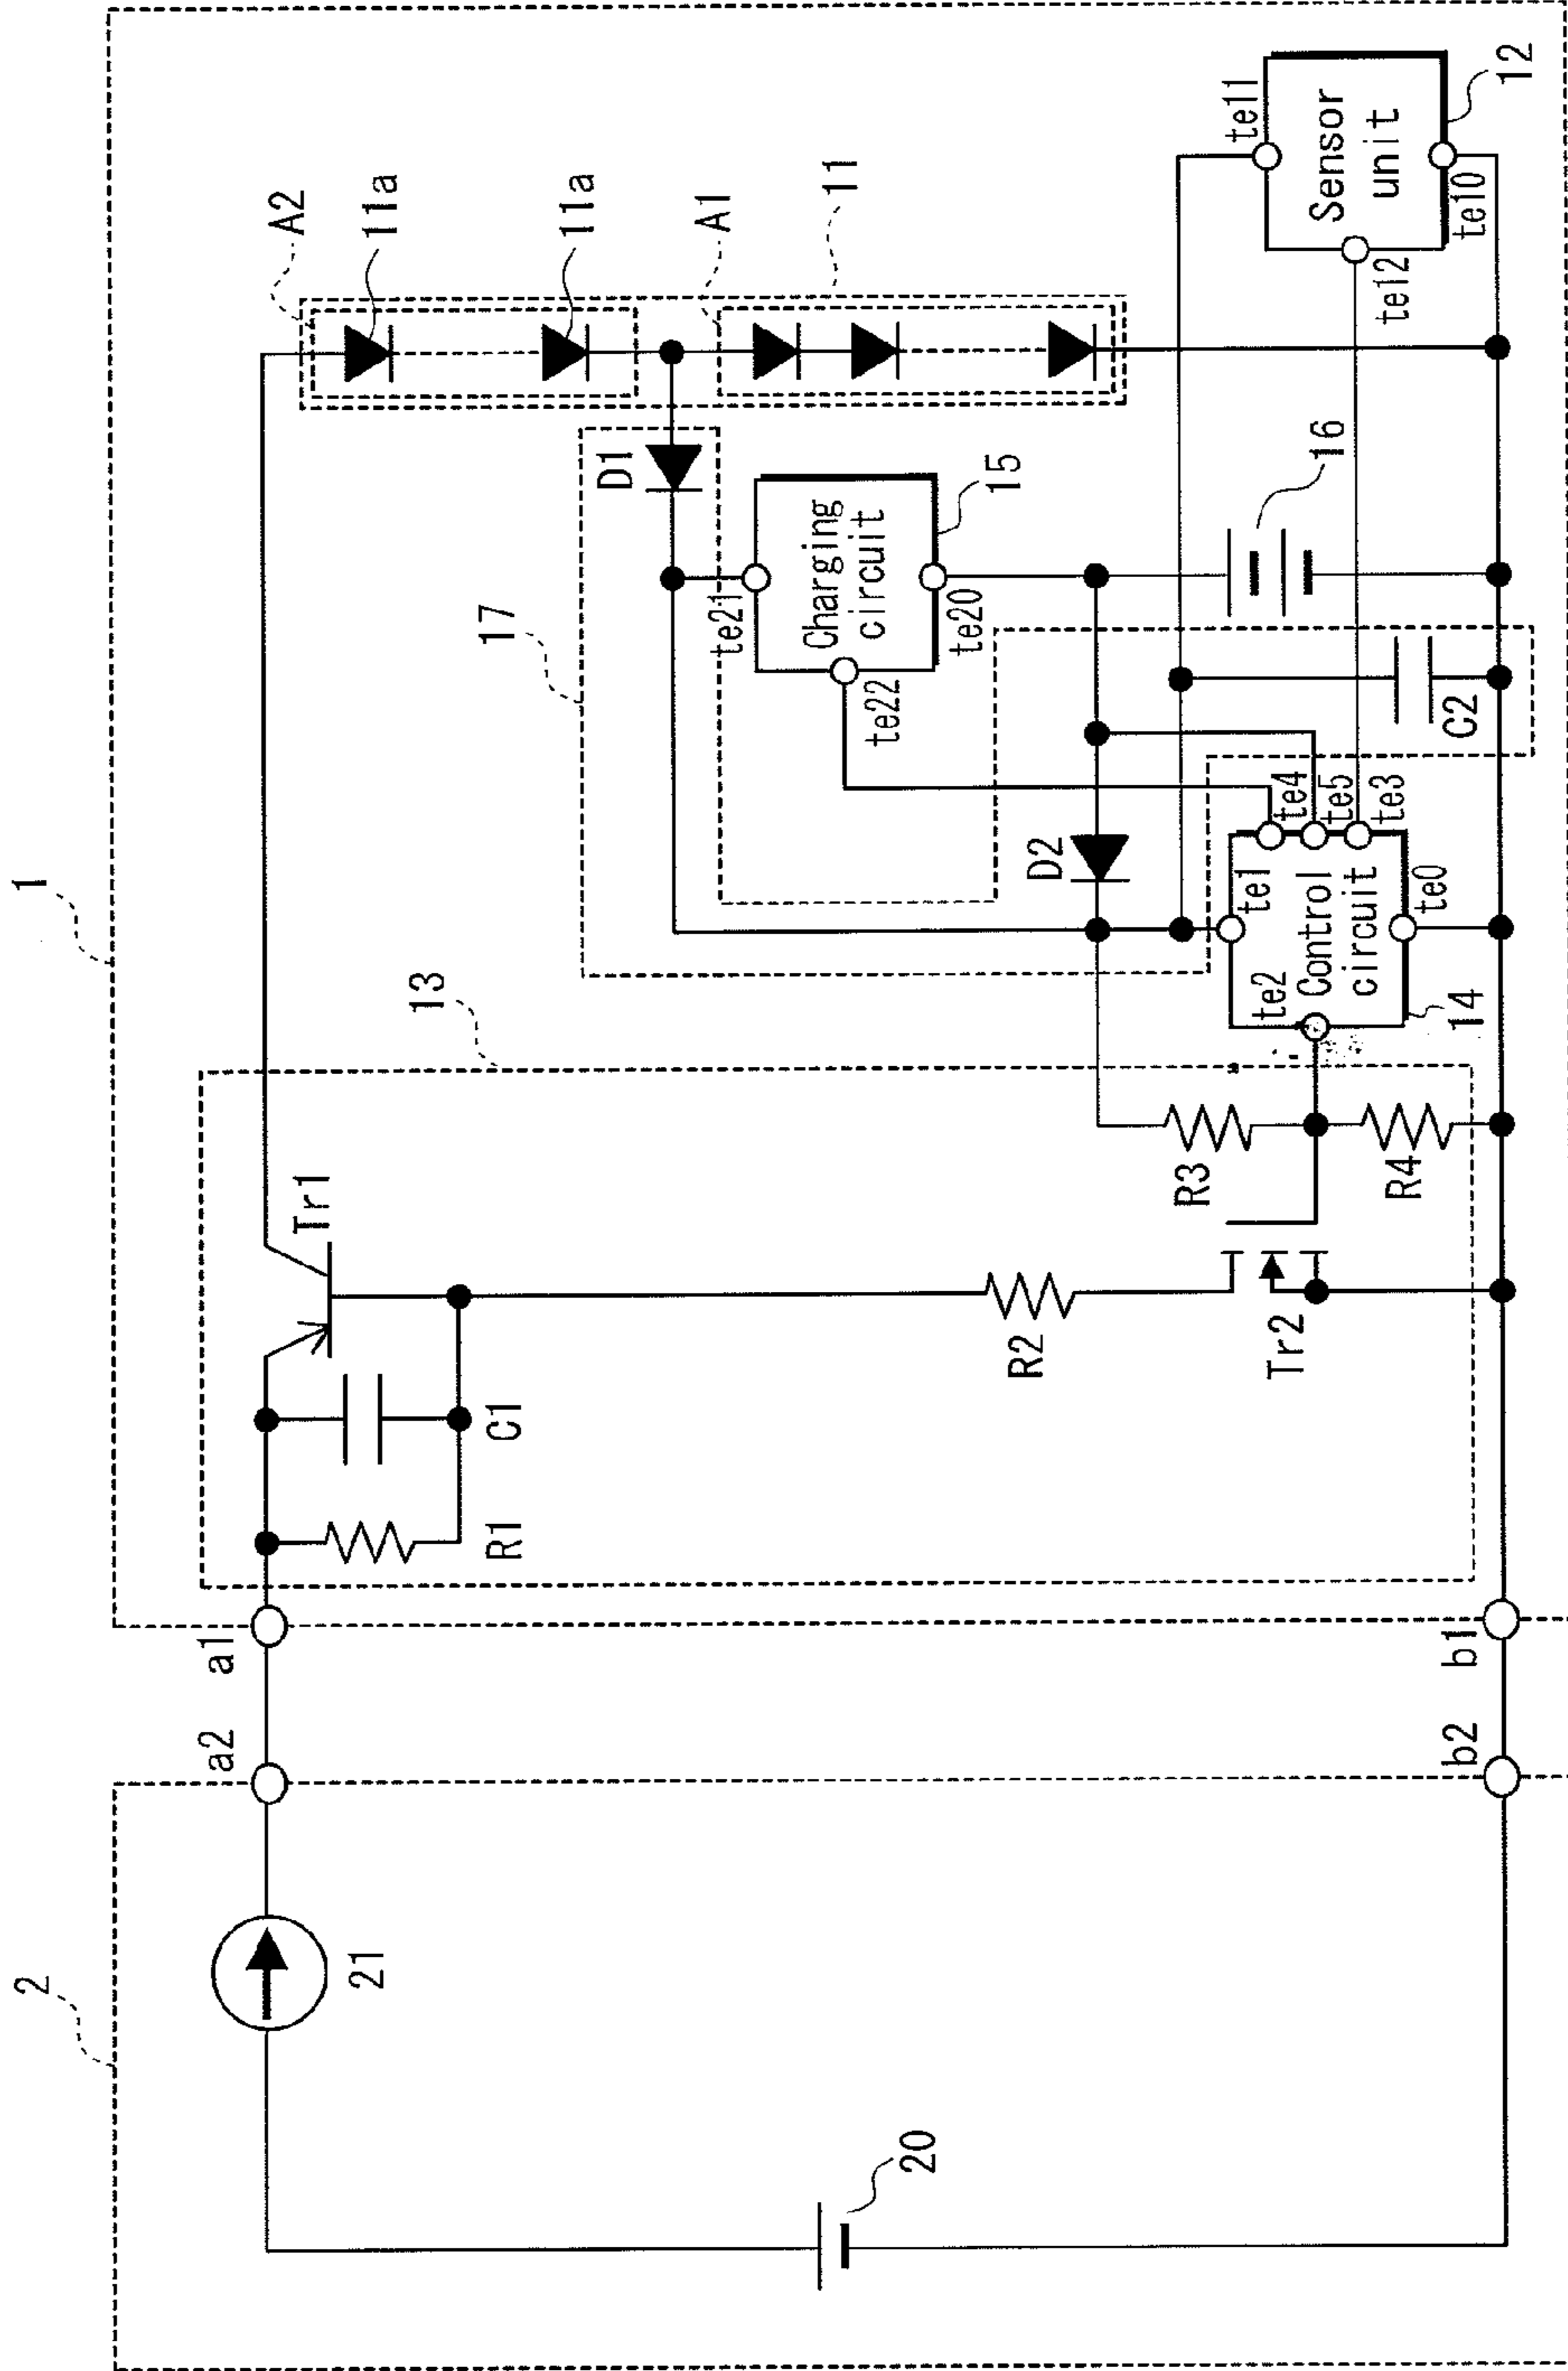 1
2
13
17
A2
11a
11a
A1
11
D1
te21
Charging
circuit
15
te22
te20
16
te11
Sensor
unit
te12
te10
12
C2
D2
te1
te4
te5
te3
te2
Control
circuit
te0
14
Tr1
C1
R1
R2
Tr2
R3
R4
a1
a2
b1
b2
21
20